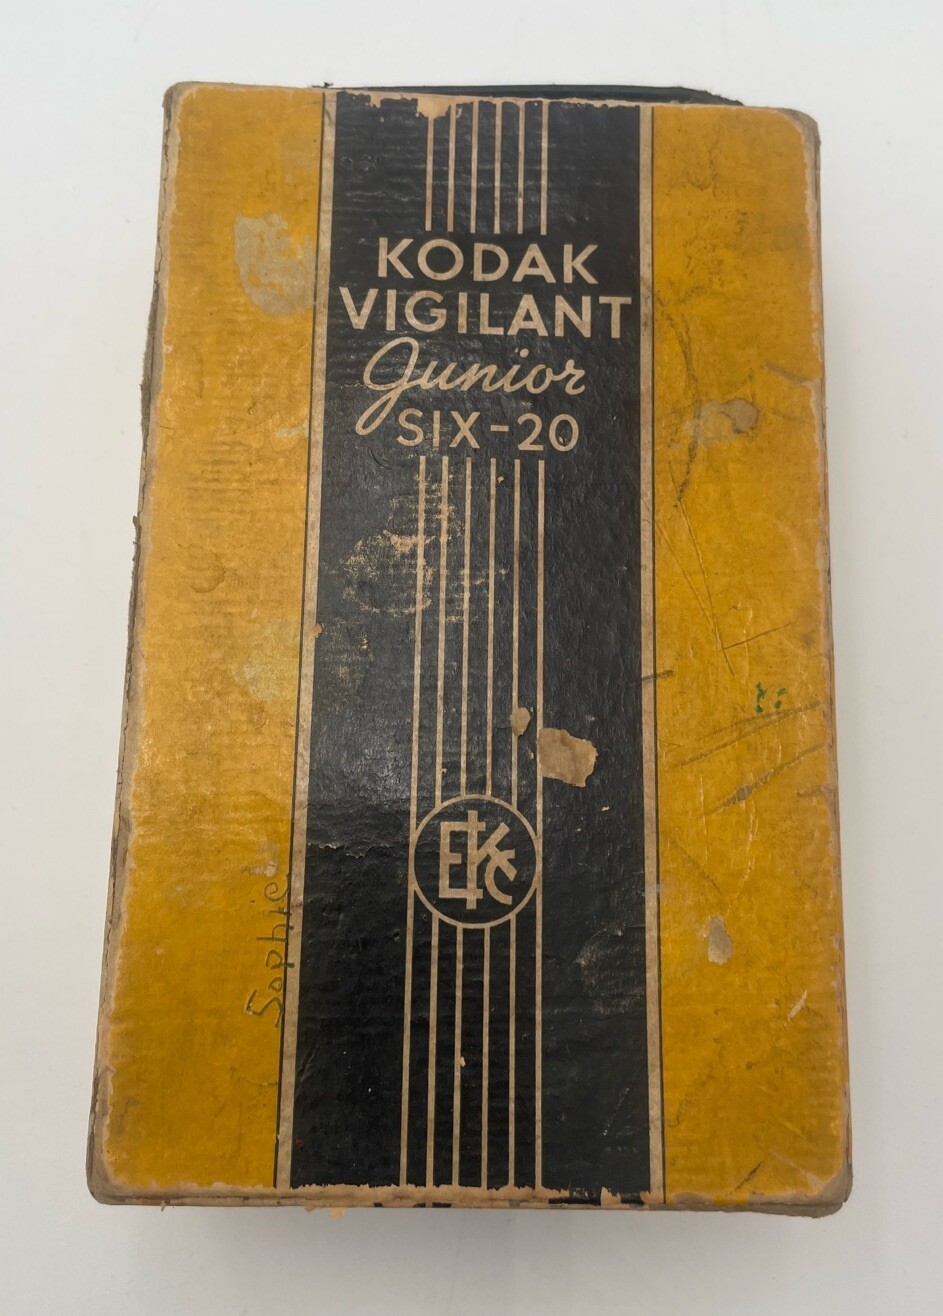 KODAK
VIGILANT
Junior
SIX-20
EKC
Sophie